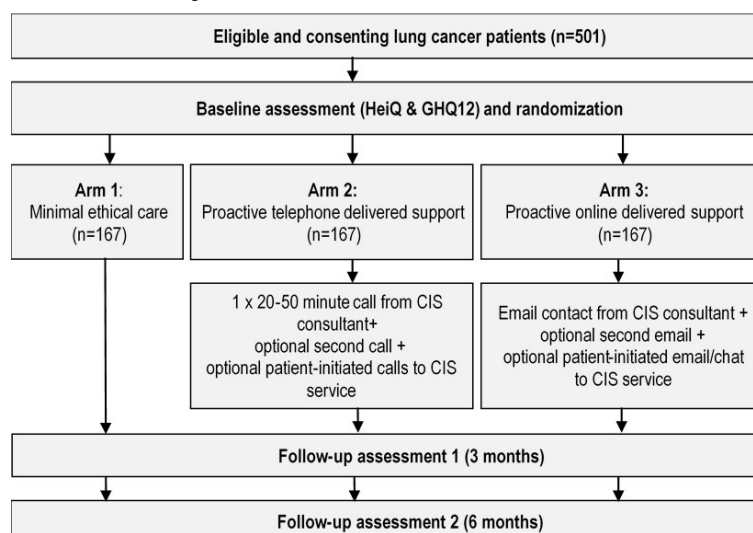 Eligible and consenting lung cancer patients (n=501)
Baseline assessment (HeiQ & GHQ12) and randomization
Arm 1:
Minimal ethical care
(n=167)
Arm 2:
Proactive telephone delivered support
(n=167)
Arm 3:
Proactive online delivered support
(n=167)
1 x 20-50 minute call from CIS
consultant+
optional second call +
optional patient-initiated calls to CIS
service
Email contact from CIS consultant +
optional second email +
optional patient-initiated email/chat
to CIS service
Follow-up assessment 1 (3 months)
Follow-up assessment 2 (6 months)